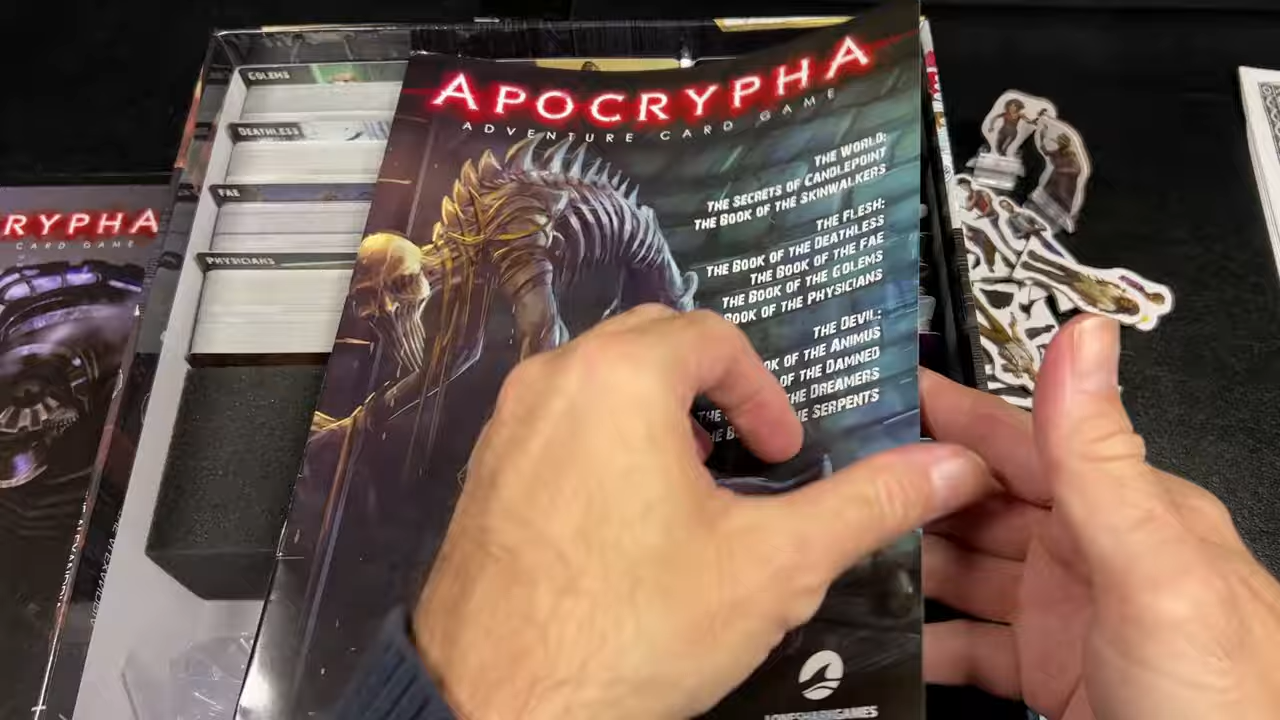 GOLEMS
DEATHLESS
FAE
PHYSICIANS
RYPHA
CARD GAME
APOCRYPHA
ADVENTURE CARD GAME
THE WORLD:
THE SECRETS OF CANDLEPOINT
THE BOOK OF THE SKINWALKERS
THE FLESH:
THE BOOK OF THE DEATHLESS
THE BOOK OF THE FAE
THE BOOK OF THE GOLEMS
BOOK OF THE PHYSICIANS
THE DEVIL:
OK OF THE ANIMUS
OF THE DAMNED
THE DREAMERS
THE SERPENTS
LONESHARKGAMES